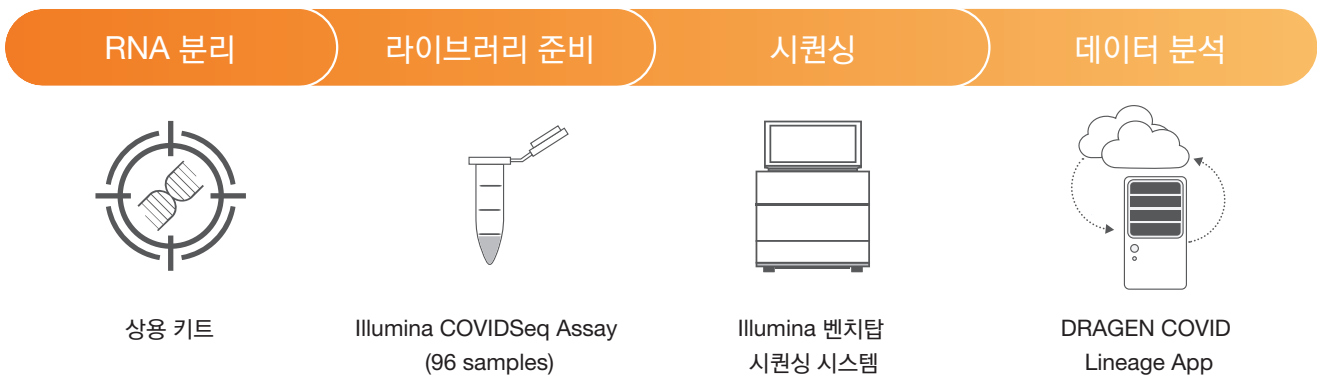 RNA 분리
라이브러리 준비
시퀀싱
데이터 분석
상용 키트
Illumina COVIDSeq Assay
(96 samples)
Illumina 벤치탑
시퀀싱 시스템
DRAGEN COVID
Lineage App